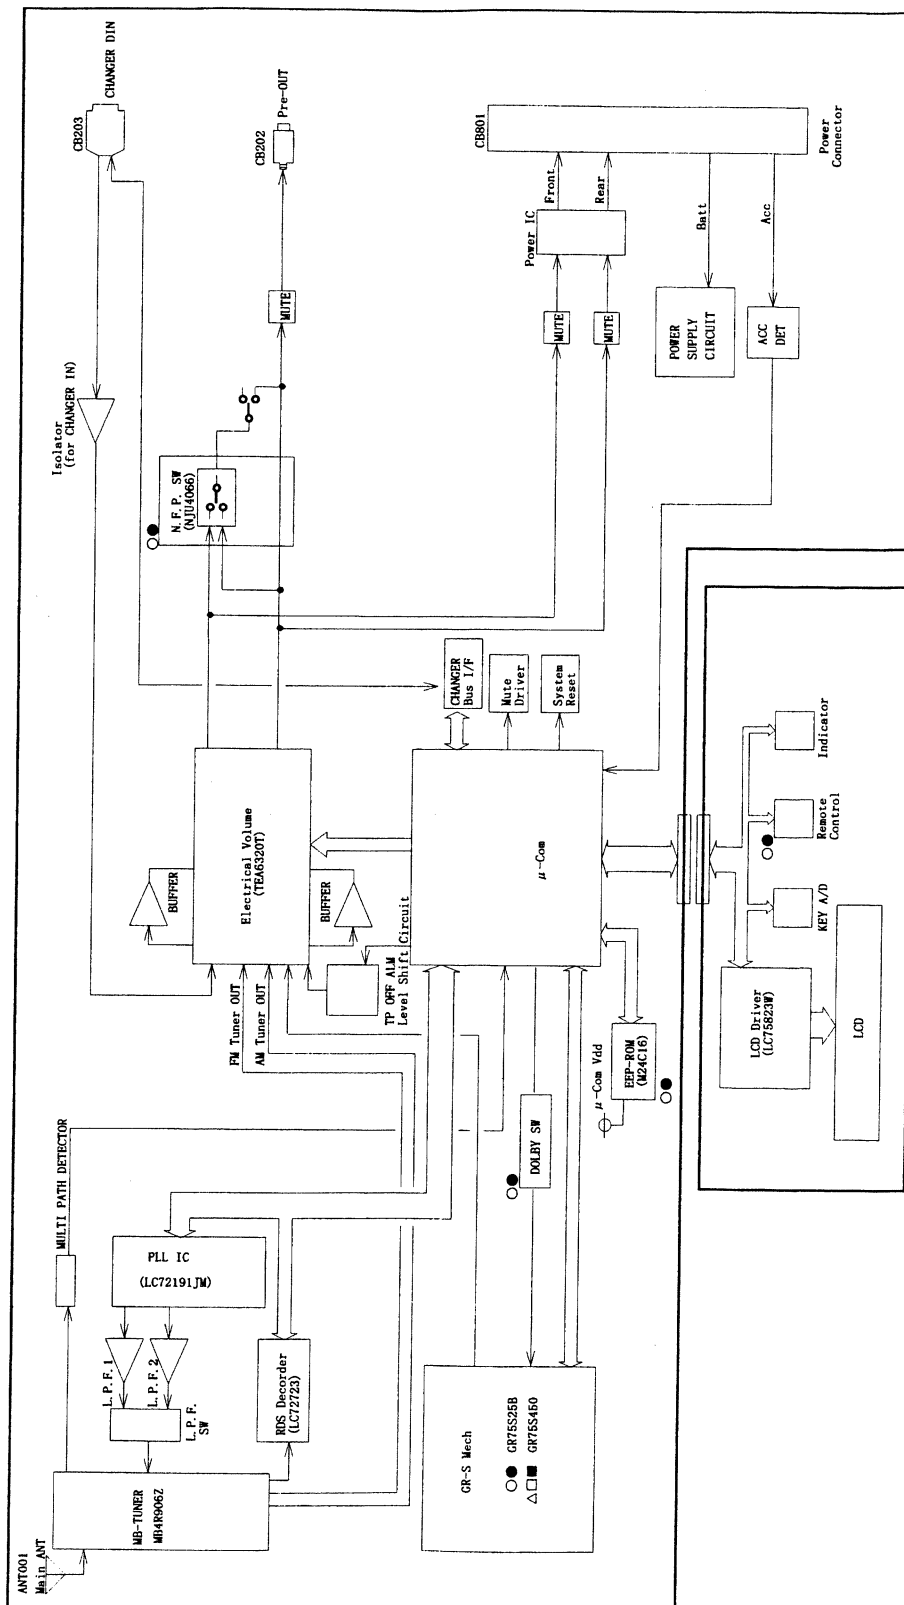 ANT001
Main ANT
MB-TUNER
MB4R906Z
L.P.F.
SW
L.P.F.1
L.P.F.2
PLL IC
(LC72191JM)
MULTI PATH DETECTOR
RDS Decorder
(LC72723)
FM Tuner OUT
AM Tuner OUT
Isolator
(for CHANGER IN)
CB203
CHANGER DIN
BUFFER
Electrical Volume
(TEA6320T)
BUFFER
TP OFF ALM
Level Shift Circuit
N.F.P. SW
(NJU4066)
MUTE
CB202
Pre-OUT
GR-S Mech
○● GR75S25B
△□■ GR75S450
DOLBY SW
μ-Com Vdd
EEP-ROM
(M24C16)
μ-Com
CHANGER
Bus I/F
Mute
Driver
System
Reset
MUTE
MUTE
Power IC
Front
Rear
CB801
Power
Connector
Batt
Acc
POWER
SUPPLY
CIRCUIT
ACC
DET
LCD Driver
(LC75823W)
LCD
KEY A/D
Remote
Control
Indicator